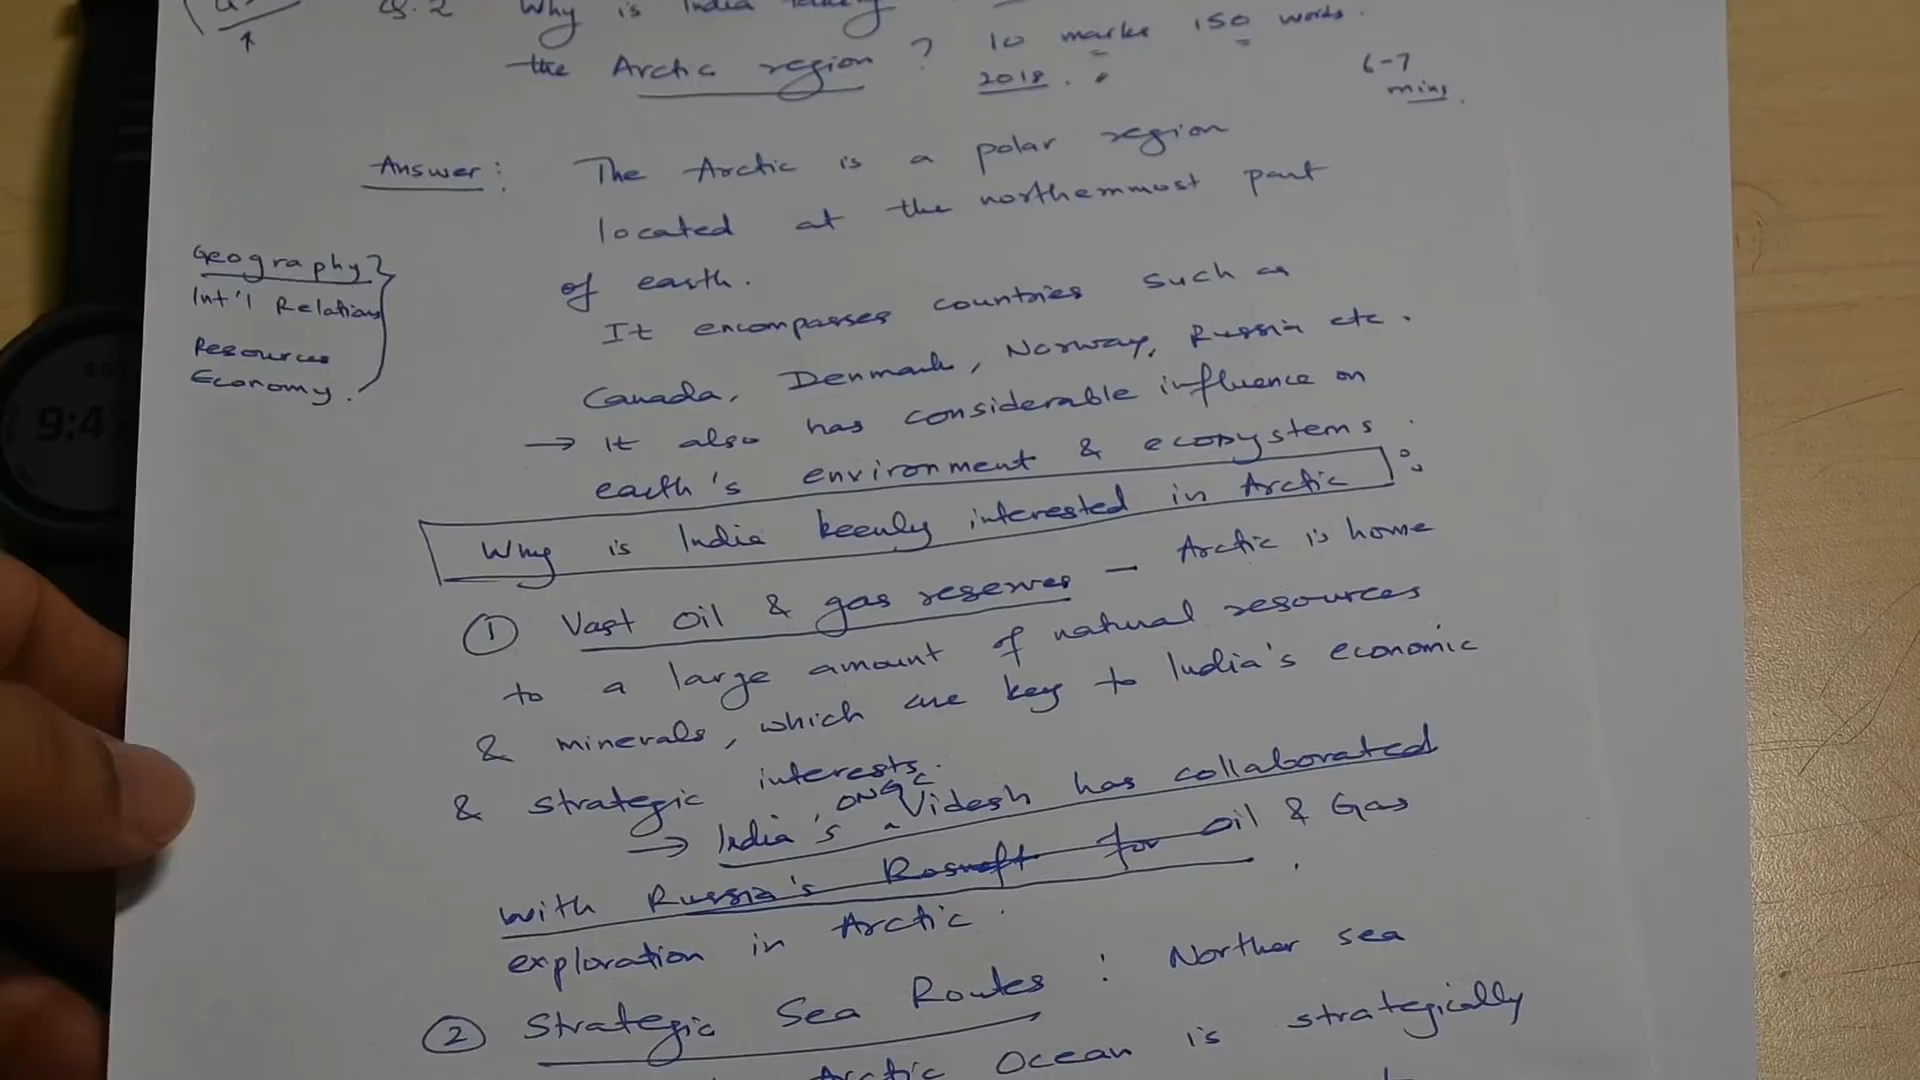 Q.2 Why is India
the Arctic region ? 10 marks 150 words.
2018.
6-7
mins.
Answer: The Arctic is a polar region
located at the northernmost part
of earth.
It encompasses countries such as
Canada, Denmark, Norway, Russia etc.
→ It also has considerable influence on
earth's environment & ecosystems.
Why is India keenly interested in Arctic :
Geography
Int'l Relations
Resources
Economy.
① Vast oil & gas reserves — Arctic is home
to a large amount of natural resources
& minerals, which are key to India's economic
& strategic interests.
→ India's ONGC Videsh has collaborated
with Russia's Rosneft for Oil & Gas
exploration in Arctic.
② Strategic Sea Routes : Norther sea
Arctic Ocean is strategically
9:47